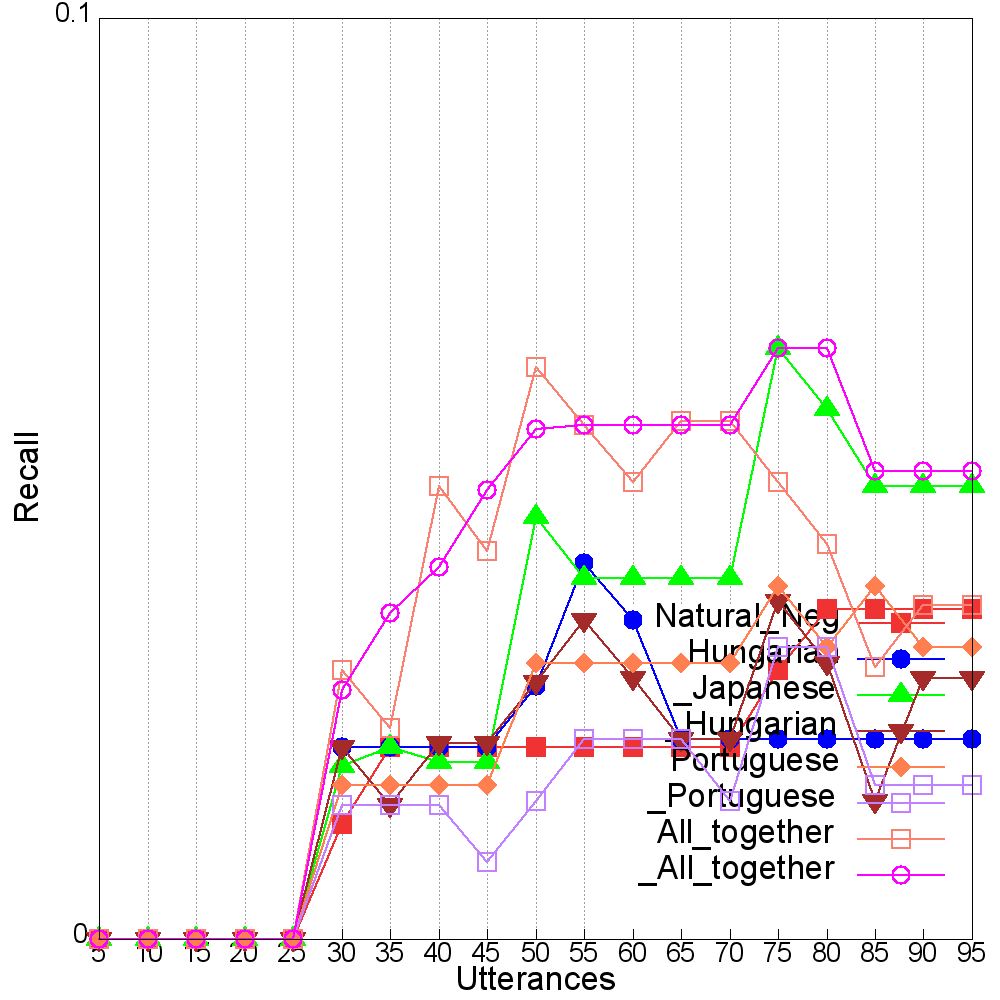 0.1
Recall
Natural_Neg
_Hungarian
_Japanese
_Hungarian
Portuguese
_Portuguese
All_together
_All_together
0
5 10 15 20 25 30 35 40 45 50 55 60 65 70 75 80 85 90 95
Utterances